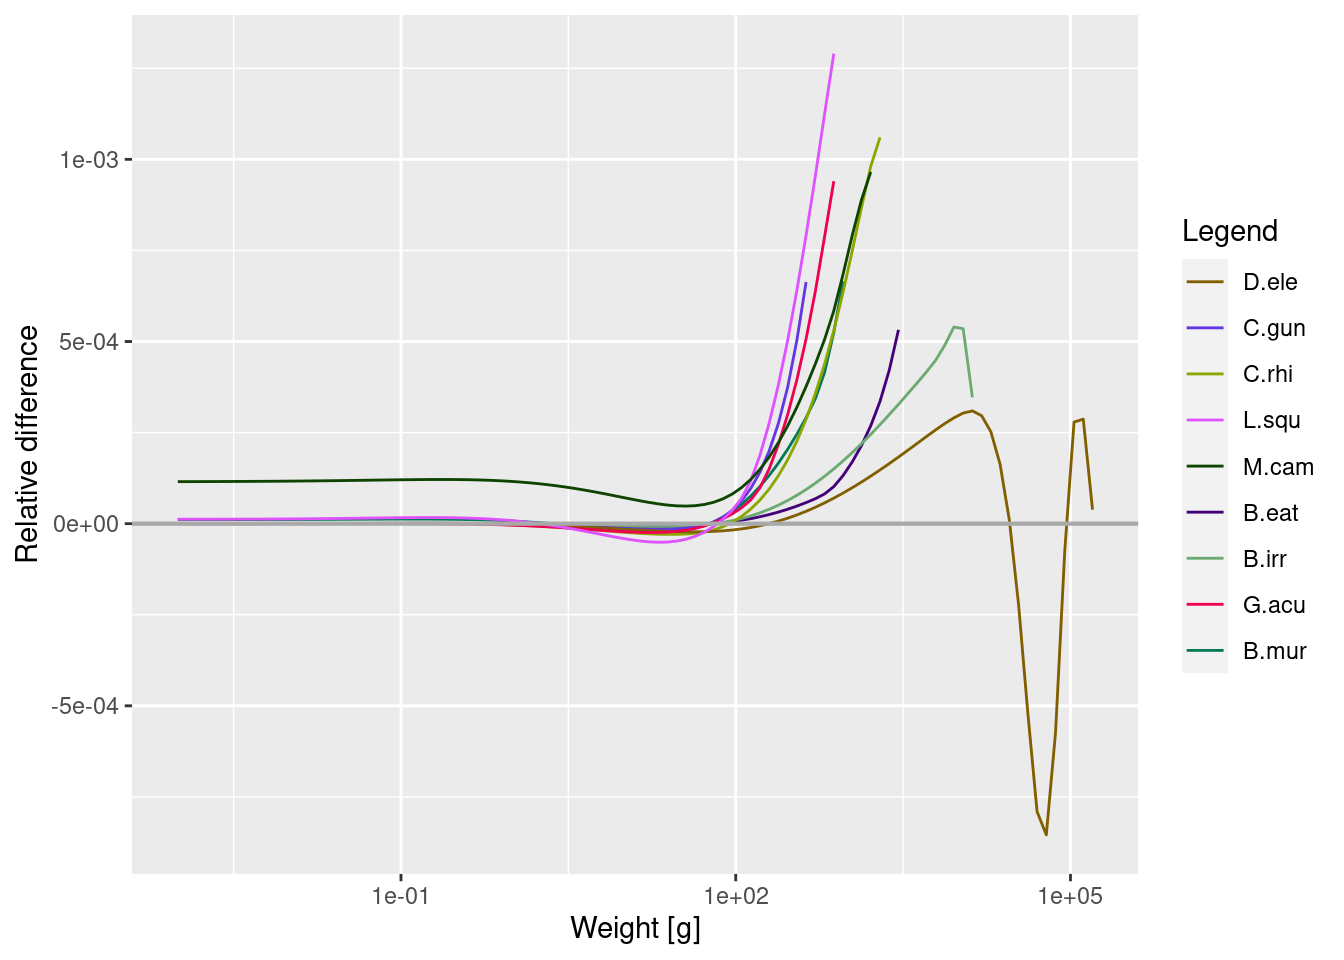 1e-03
5e-04
0e+00
-5e-04
Relative difference
1e-01
1e+02
1e+05
Weight [g]
Legend
D.ele
C.gun
C.rhi
L.squ
M.cam
B.eat
B.irr
G.acu
B.mur